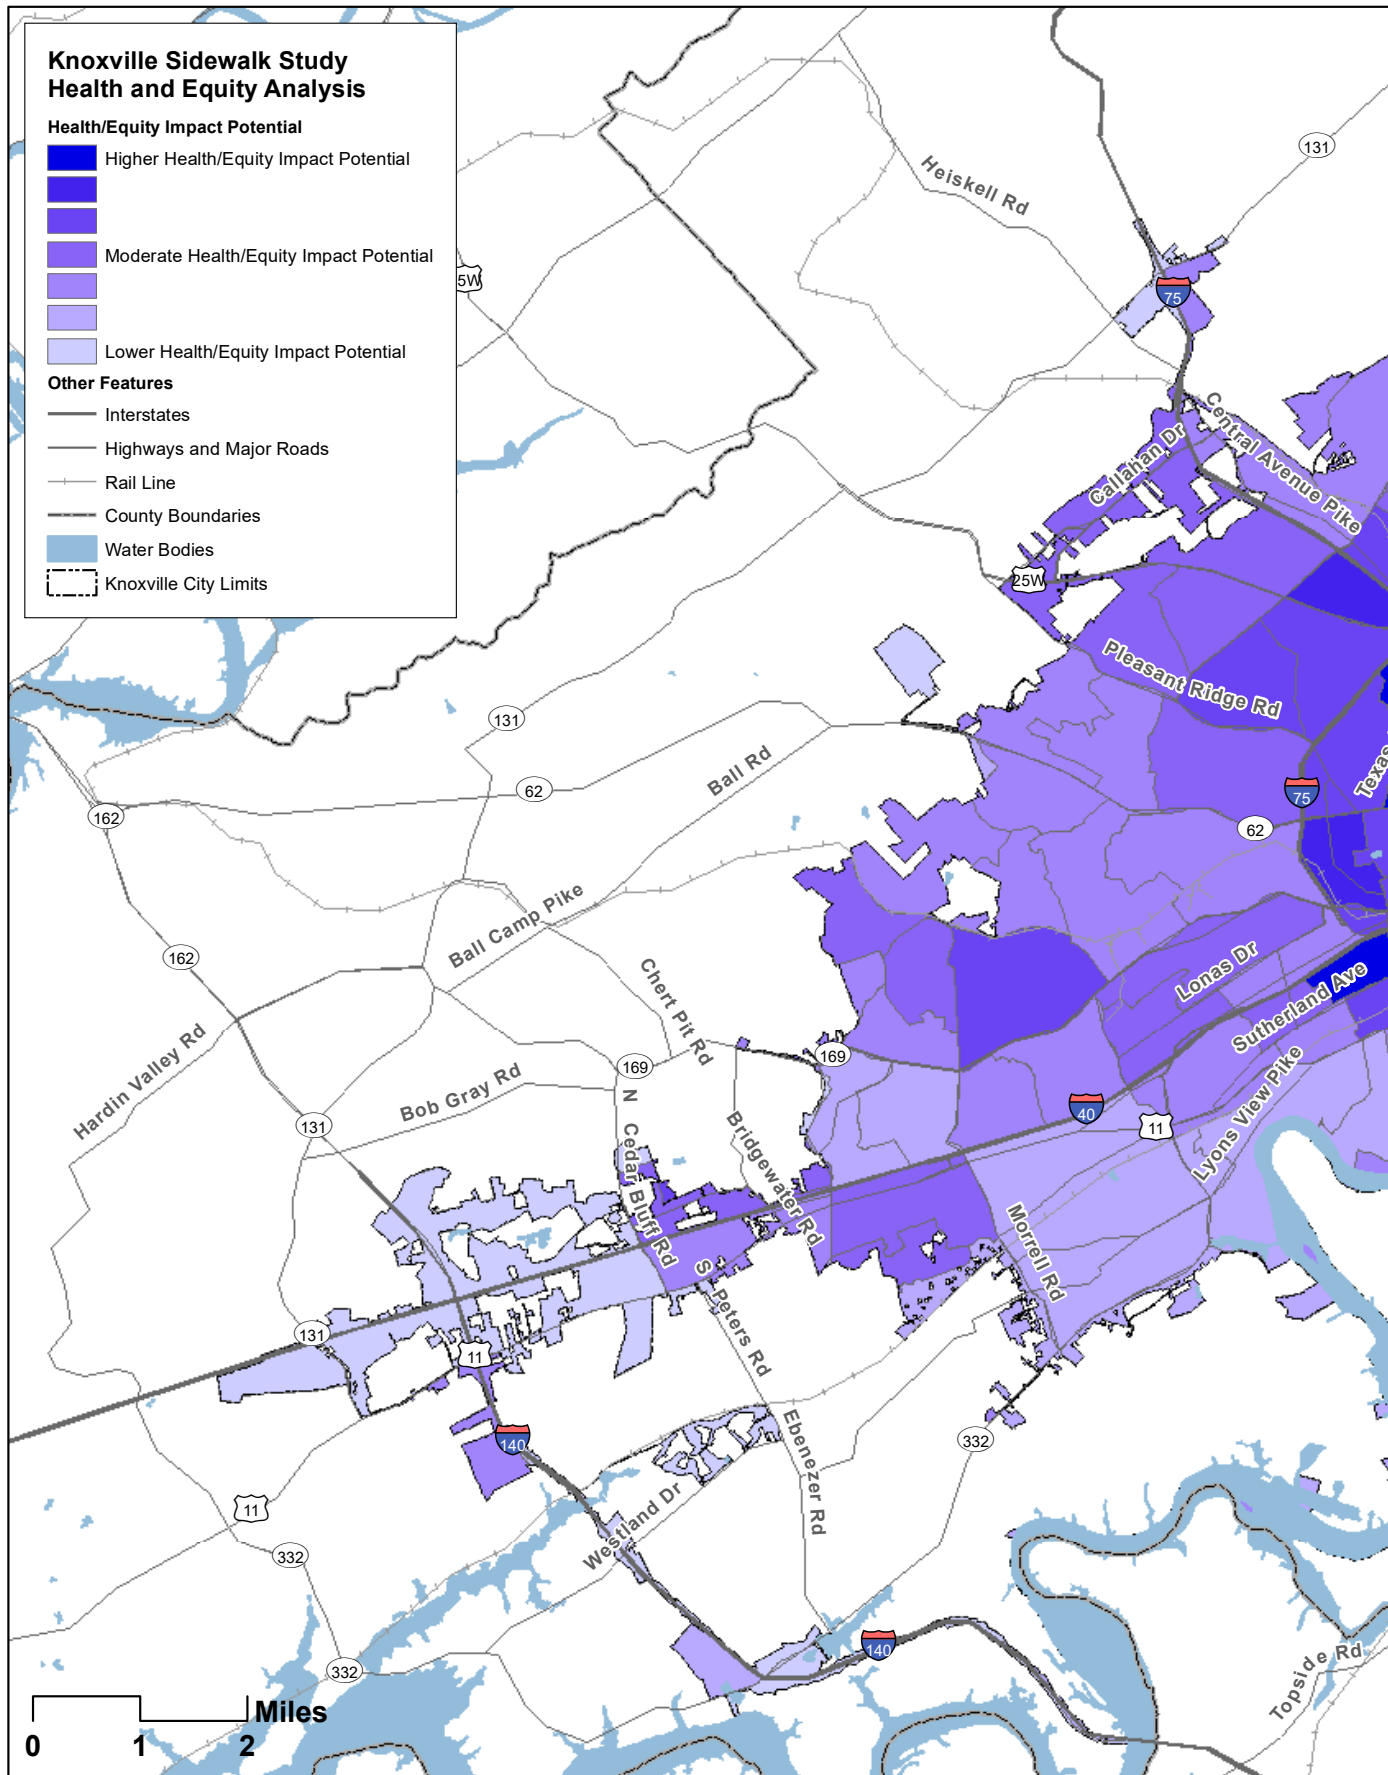 Knoxville Sidewalk Study
Health and Equity Analysis
Health/Equity Impact Potential
Higher Health/Equity Impact Potential
Moderate Health/Equity Impact Potential
Lower Health/Equity Impact Potential
Other Features
Interstates
Highways and Major Roads
Rail Line
County Boundaries
Water Bodies
Knoxville City Limits
131
Heiskell Rd
5W
75
Central Avenue Pike
Callahan Dr
25W
Pleasant Ridge Rd
131
Ball Rd
62
162
75
Texas
62
Ball Camp Pike
162
Chert Pit Rd
Lonas Dr
Sutherland Ave
Hardin Valley Rd
169
169
Bob Gray Rd
N Cedar Bluff Rd
Bridgewater Rd
40
11
Lyons View Pike
131
Morrell Rd
S Peters Rd
131
11
Ebenezer Rd
140
332
11
Westland Dr
332
140
332
Topside Rd
Miles
0 1 2